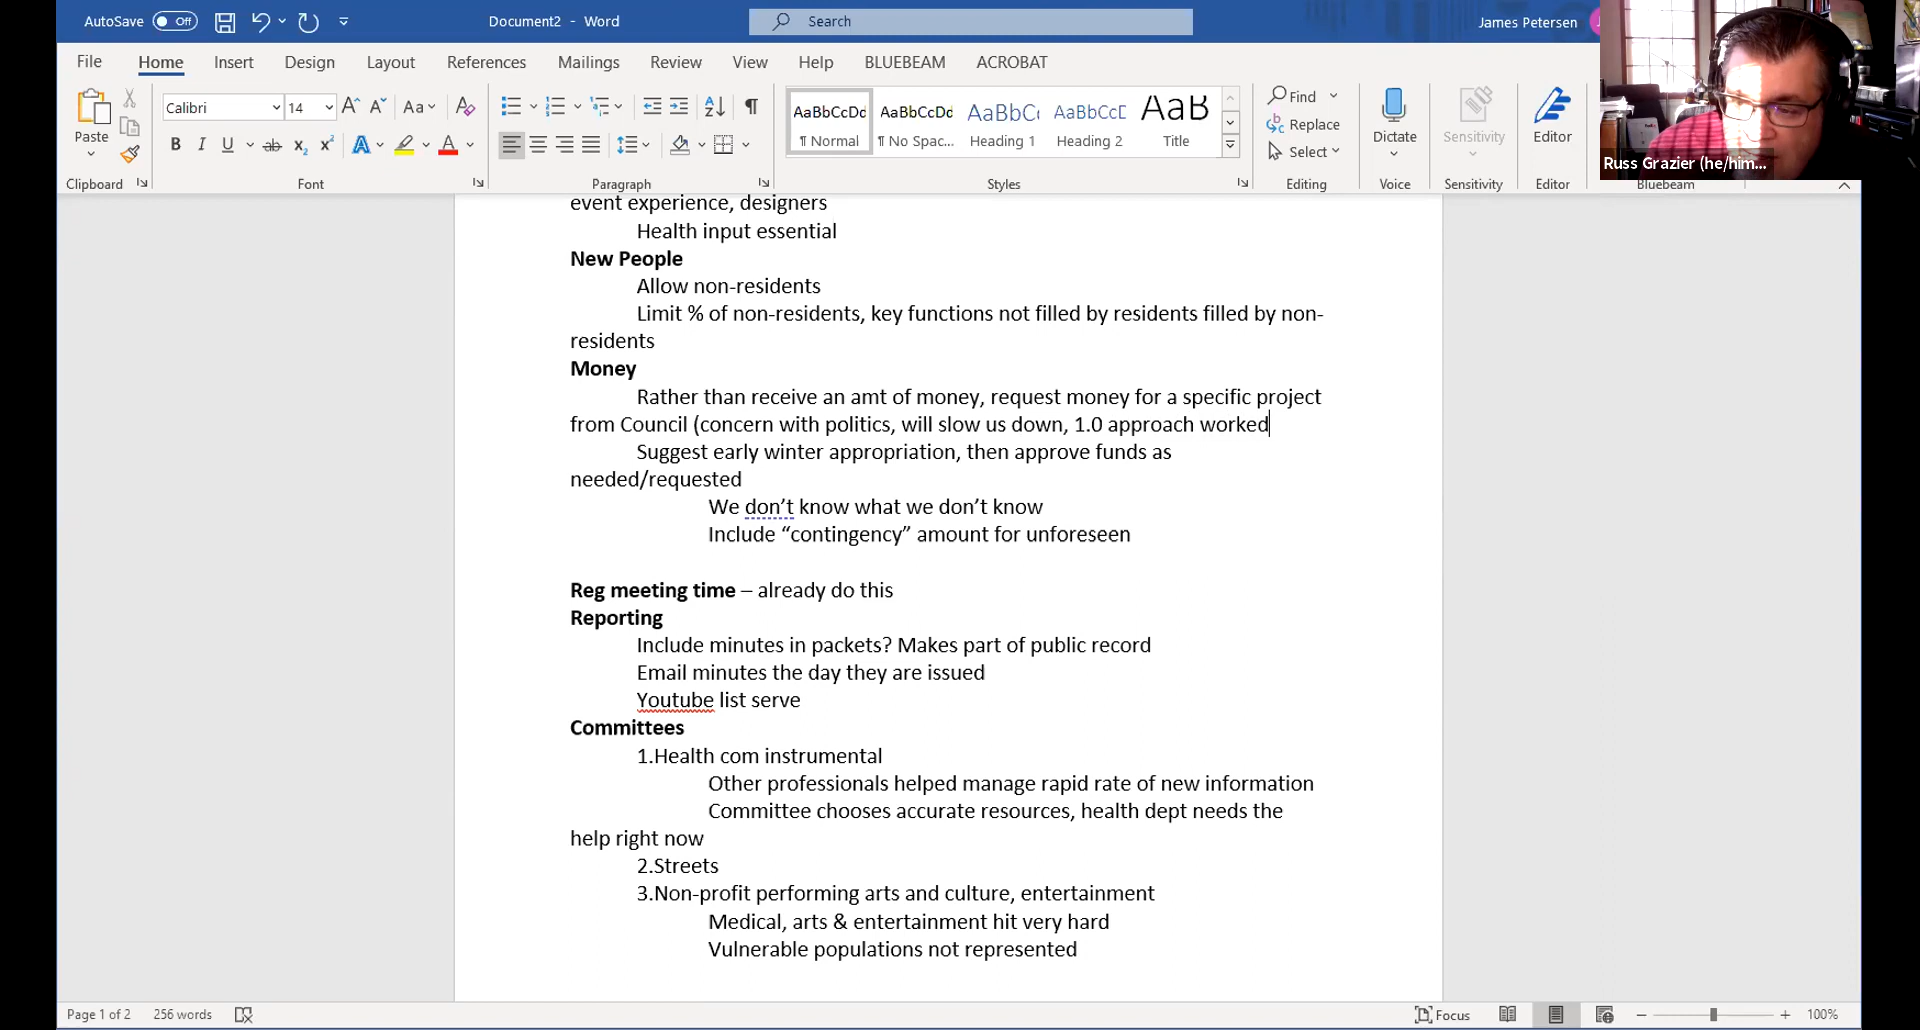 AutoSave Off Document2 - Word Search James Petersen
File Home Insert Design Layout References Mailings Review View Help BLUEBEAM ACROBAT
Paste
Clipboard
Calibri 14 Aa
B I U ab x₂ x² A A
Font
Paragraph
AaBbCcDd ¶ Normal
AaBbCcDd ¶ No Spac...
AaBbC Heading 1
AaBbCcD Heading 2
AaB Title
Styles
Find
Replace
Select
Editing
Dictate
Voice
Sensitivity
Sensitivity
Editor
Editor
Bluebeam
Russ Grazier (he/him...
event experience, designers
Health input essential
New People
Allow non-residents
Limit % of non-residents, key functions not filled by residents filled by non-
residents
Money
Rather than receive an amt of money, request money for a specific project
from Council (concern with politics, will slow us down, 1.0 approach worked
Suggest early winter appropriation, then approve funds as
needed/requested
We don’t know what we don’t know
Include “contingency” amount for unforeseen
Reg meeting time – already do this
Reporting
Include minutes in packets? Makes part of public record
Email minutes the day they are issued
Youtube list serve
Committees
1.Health com instrumental
Other professionals helped manage rapid rate of new information
Committee chooses accurate resources, health dept needs the
help right now
2.Streets
3.Non-profit performing arts and culture, entertainment
Medical, arts & entertainment hit very hard
Vulnerable populations not represented
Page 1 of 2 256 words Focus 100%